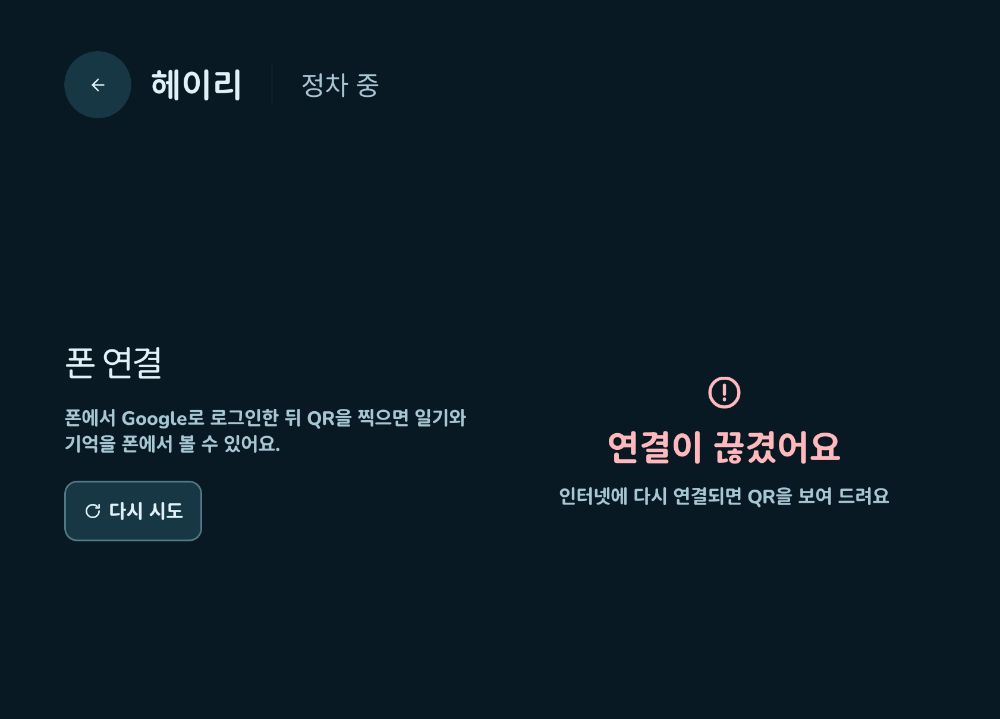 헤이리
정차 중
폰 연결
폰에서 Google로 로그인한 뒤 QR을 찍으면 일기와
기억을 폰에서 볼 수 있어요.
다시 시도
연결이 끊겼어요
인터넷에 다시 연결되면 QR을 보여 드려요